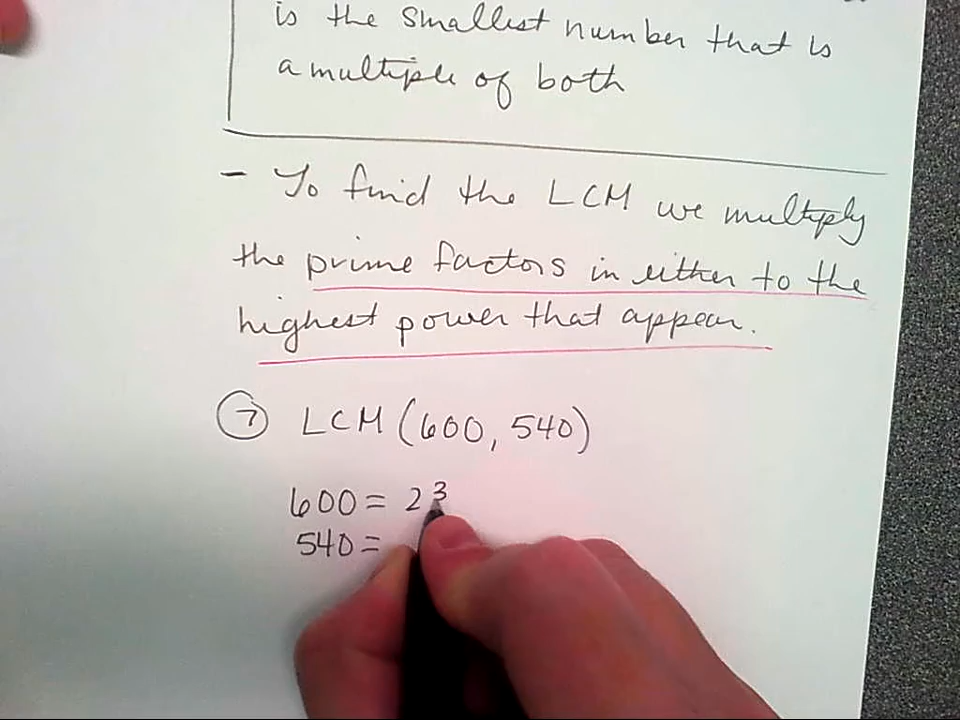 is the smallest number that is
a multiple of both
- To find the LCM we multiply
the prime factors in either to the
highest power that appear.
7 LCM (600, 540)
600 = 2³
540 =